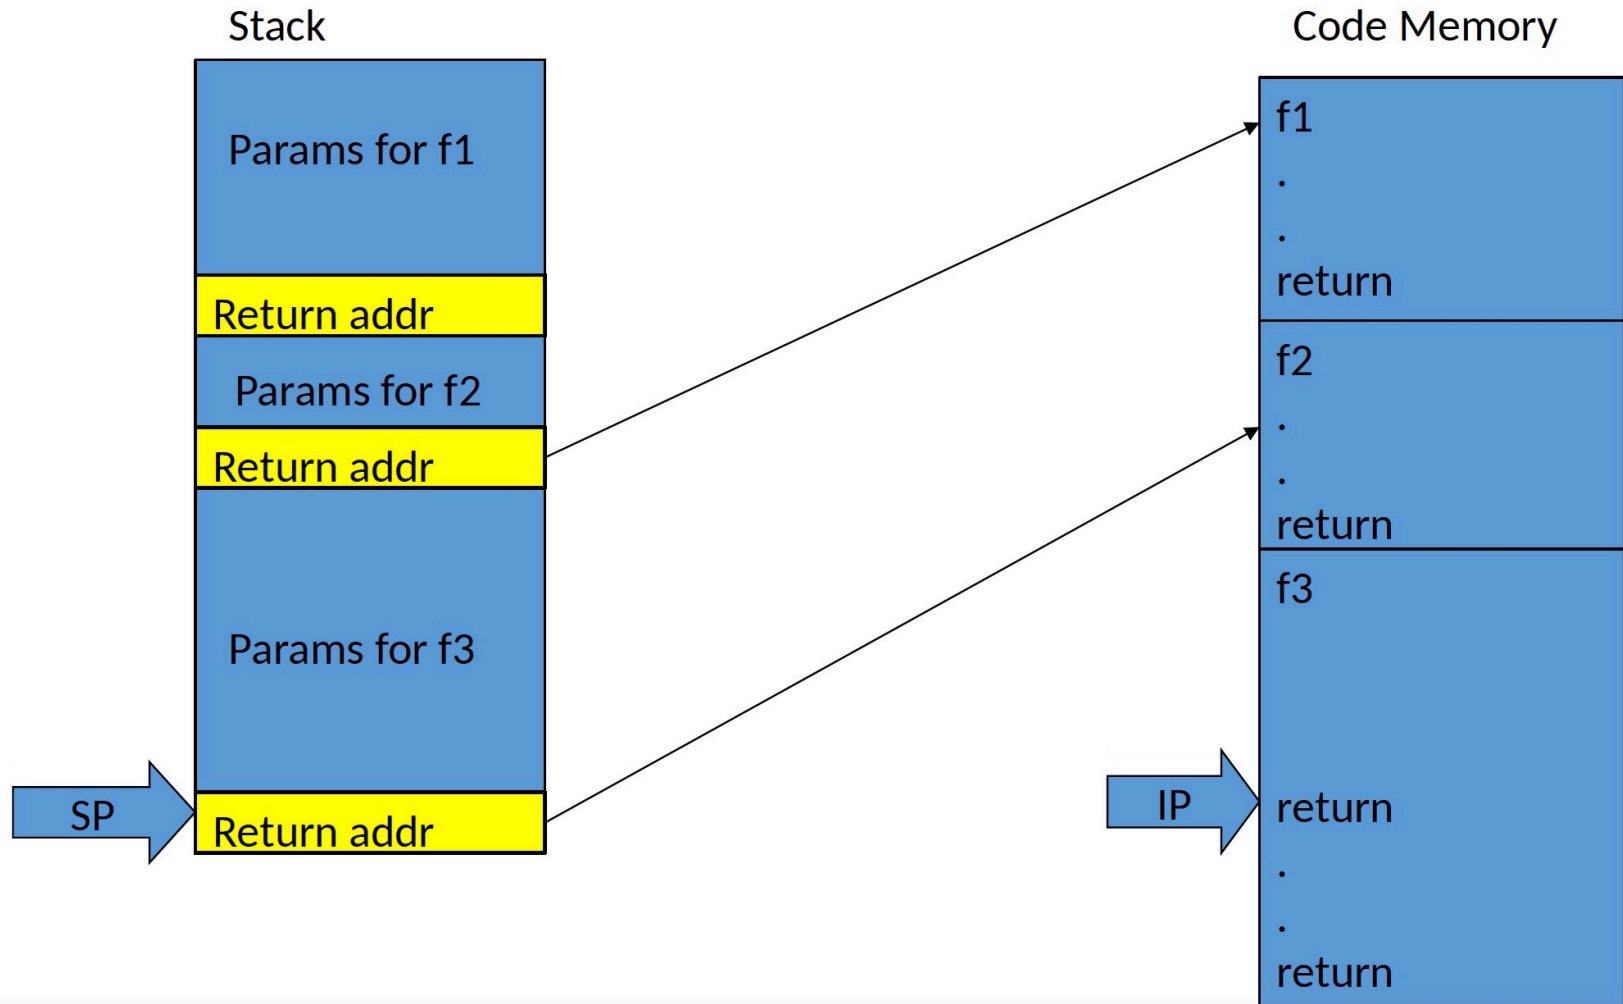 Stack
Params for f1
Return addr
Params for f2
Return addr
Params for f3
SP
Return addr
Code Memory
f1
.
.
return
f2
.
.
return
f3
IP
return
.
.
return